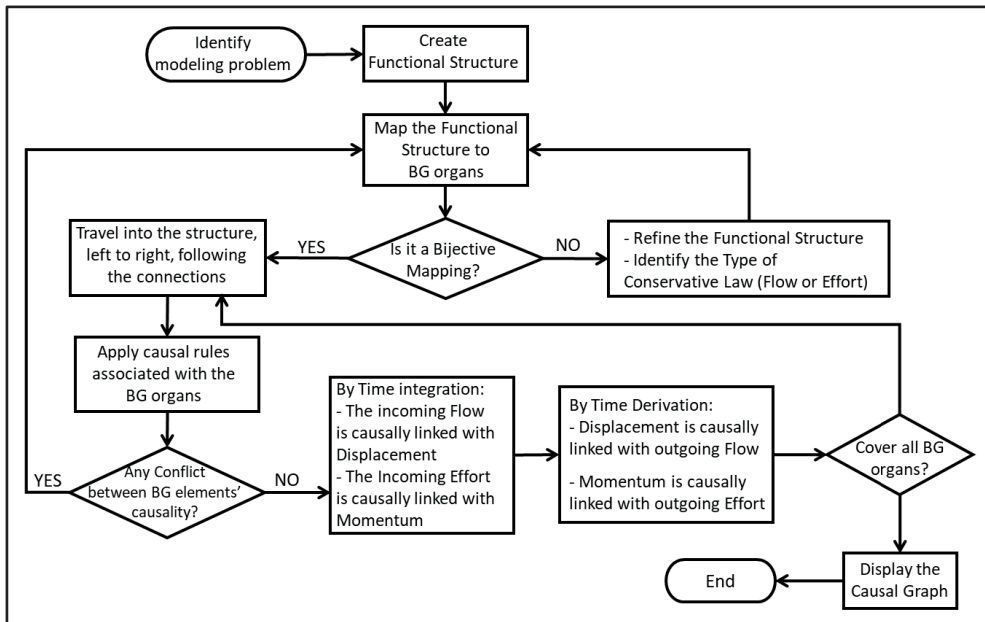 Identify
modeling problem
Create
Functional Structure
Map the Functional
Structure to
BG organs
Is it a Bijective
Mapping?
YES
NO
Travel into the structure,
left to right, following
the connections
- Refine the Functional Structure
- Identify the Type of
Conservative Law (Flow or Effort)
Apply causal rules
associated with the
BG organs
Any Conflict
between BG elements'
causality?
YES
NO
By Time integration:
- The incoming Flow
is causally linked with
Displacement
- The Incoming Effort
is causally linked with
Momentum
By Time Derivation:
- Displacement is causally
linked with outgoing Flow
- Momentum is causally
linked with outgoing Effort
Cover all BG
organs?
Display the
Causal Graph
End